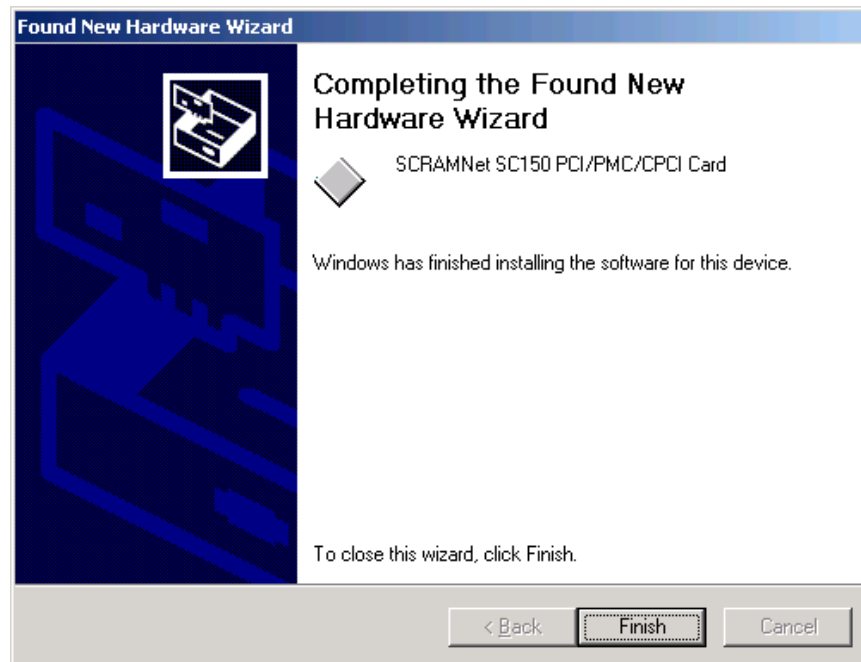 Found New Hardware Wizard
Completing the Found New
Hardware Wizard
SCRAMNet SC150 PCI/PMC/CPCI Card
Windows has finished installing the software for this device.
To close this wizard, click Finish.
< Back Finish Cancel